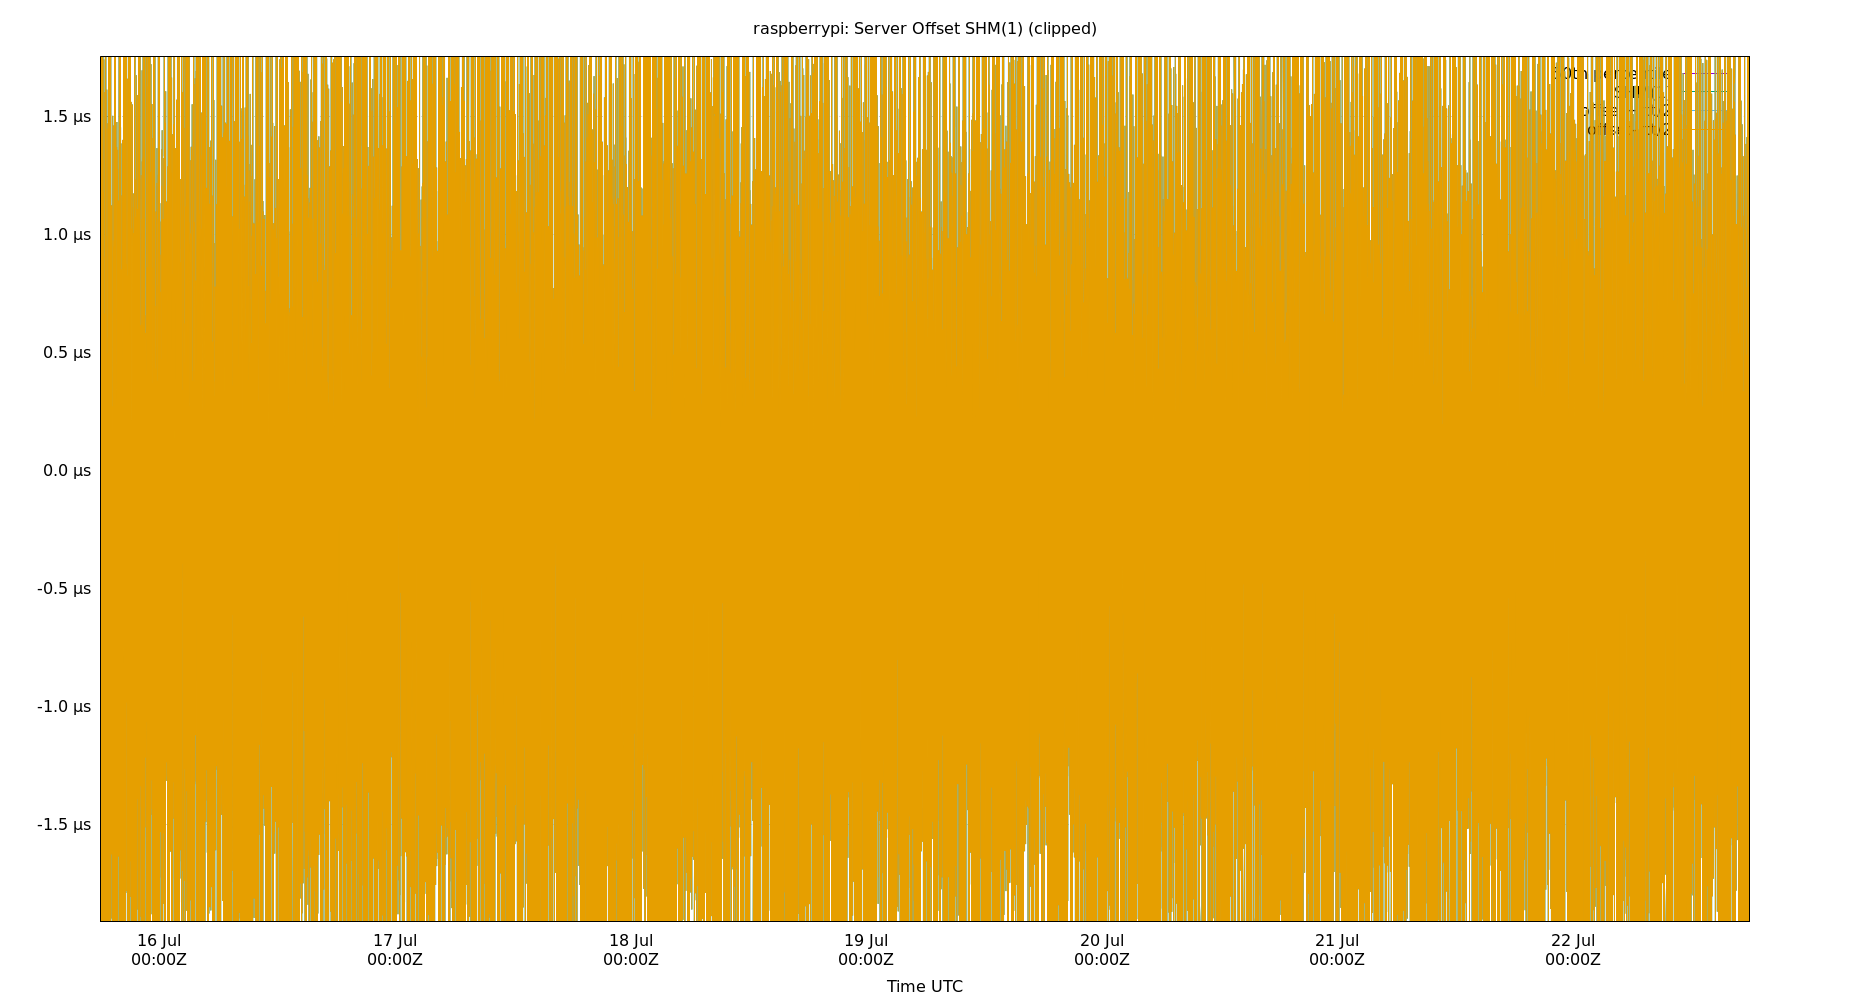 raspberrypi: Server Offset SHM(1) (clipped)
1.5 µs
1.0 µs
0.5 µs
0.0 µs
-0.5 µs
-1.0 µs
-1.5 µs
16 Jul
00:00Z
17 Jul
00:00Z
18 Jul
00:00Z
19 Jul
00:00Z
20 Jul
00:00Z
21 Jul
00:00Z
22 Jul
00:00Z
Time UTC